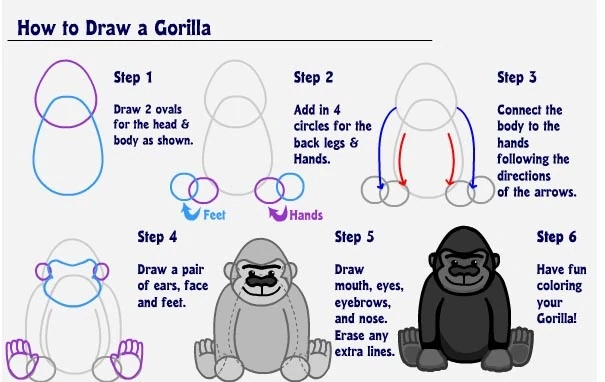 How to Draw a Gorilla
Step 1
Draw 2 ovals
for the head &
body as shown.
Step 2
Add in 4
circles for the
back legs &
Hands.
Feet
Hands
Step 3
Connect the
body to the
hands
following the
directions
of the arrows.
Step 4
Draw a pair
of ears, face
and feet.
Step 5
Draw
mouth, eyes,
eyebrows,
and nose.
Erase any
extra lines.
Step 6
Have fun
coloring
your
Gorilla!